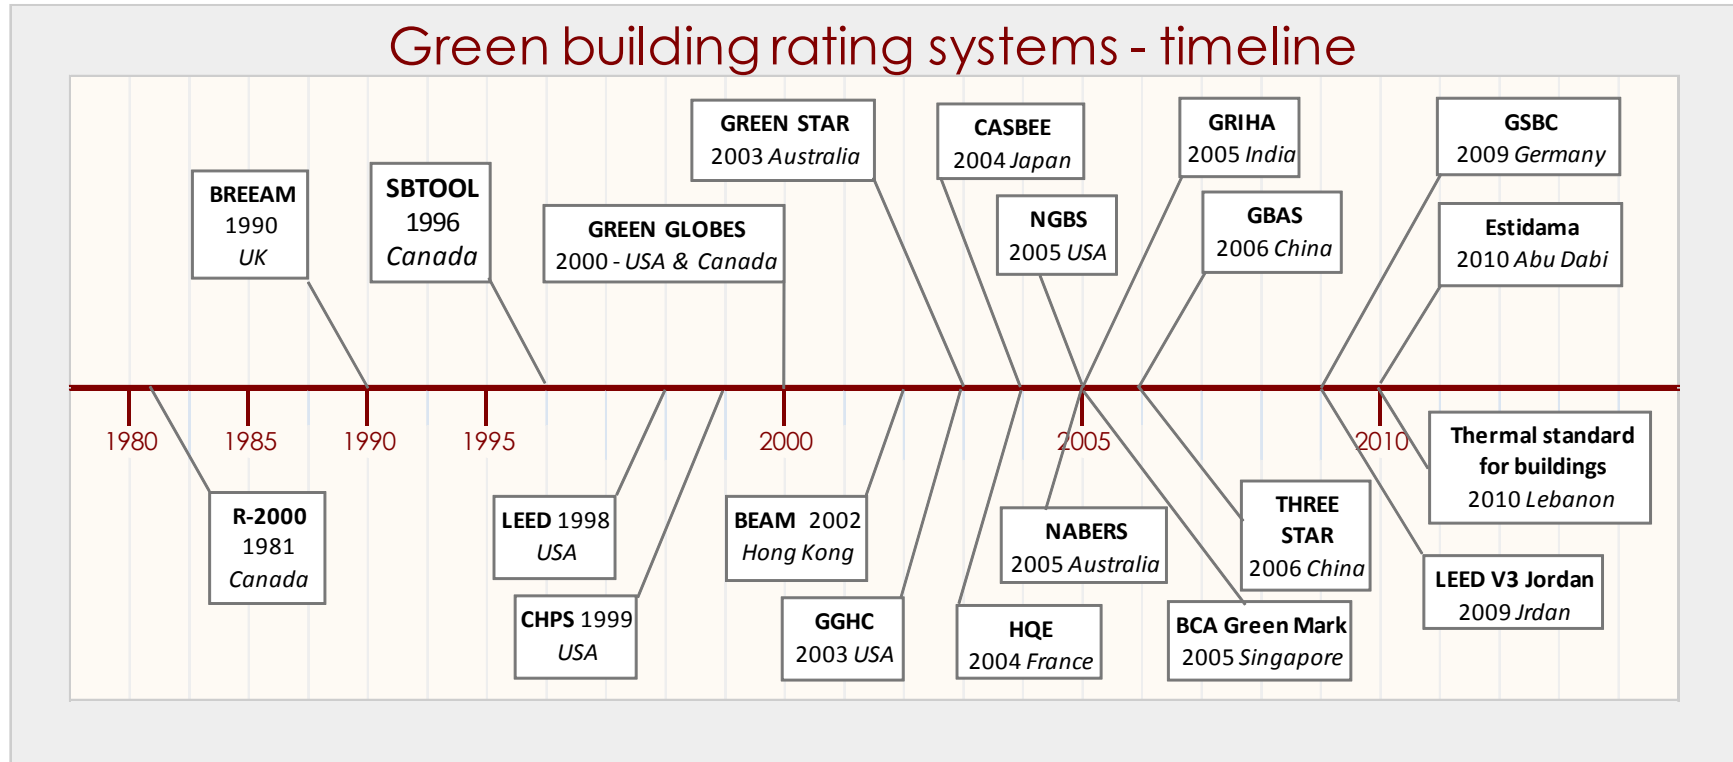 Green building rating systems - timeline
GREEN STAR
2003 Australia
CASBEE
2004 Japan
GRIHA
2005 India
GSBC
2009 Germany
BREEAM
1990
UK
SBTOOL
1996
Canada
GREEN GLOBES
2000 - USA & Canada
NGBS
2005 USA
GBAS
2006 China
Estidama
2010 Abu Dabi
1980
1985
1990
1995
2000
2005
2010
R-2000
1981
Canada
LEED 1998
USA
CHPS 1999
USA
BEAM 2002
Hong Kong
GGHC
2003 USA
HQE
2004 France
NABERS
2005 Australia
BCA Green Mark
2005 Singapore
THREE
STAR
2006 China
Thermal standard
for buildings
2010 Lebanon
LEED V3 Jordan
2009 Jrdan